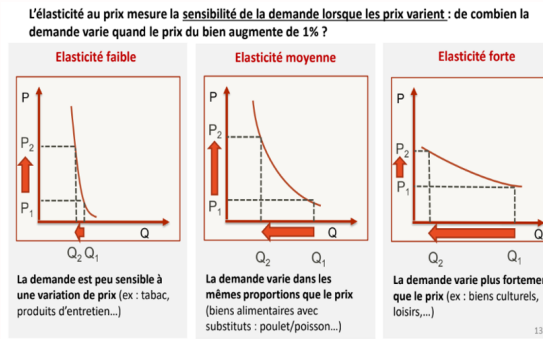 L'élasticité au prix mesure la sensibilité de la demande lorsque les prix varient : de combien la
demande varie quand le prix du bien augmente de 1% ?
Elasticité faible
P
P2
P1
Q
Q2 Q1
La demande est peu sensible à
une variation de prix (ex : tabac,
produits d'entretien...)
Elasticité moyenne
P
P2
P1
Q
Q2 Q1
La demande varie dans les
mêmes proportions que le prix
(biens alimentaires avec
substituts : poulet/poisson...)
Elasticité forte
P
P2
P1
Q
Q2 Q1
La demande varie plus forteme
que le prix (ex : biens culturels,
loisirs,...)
13